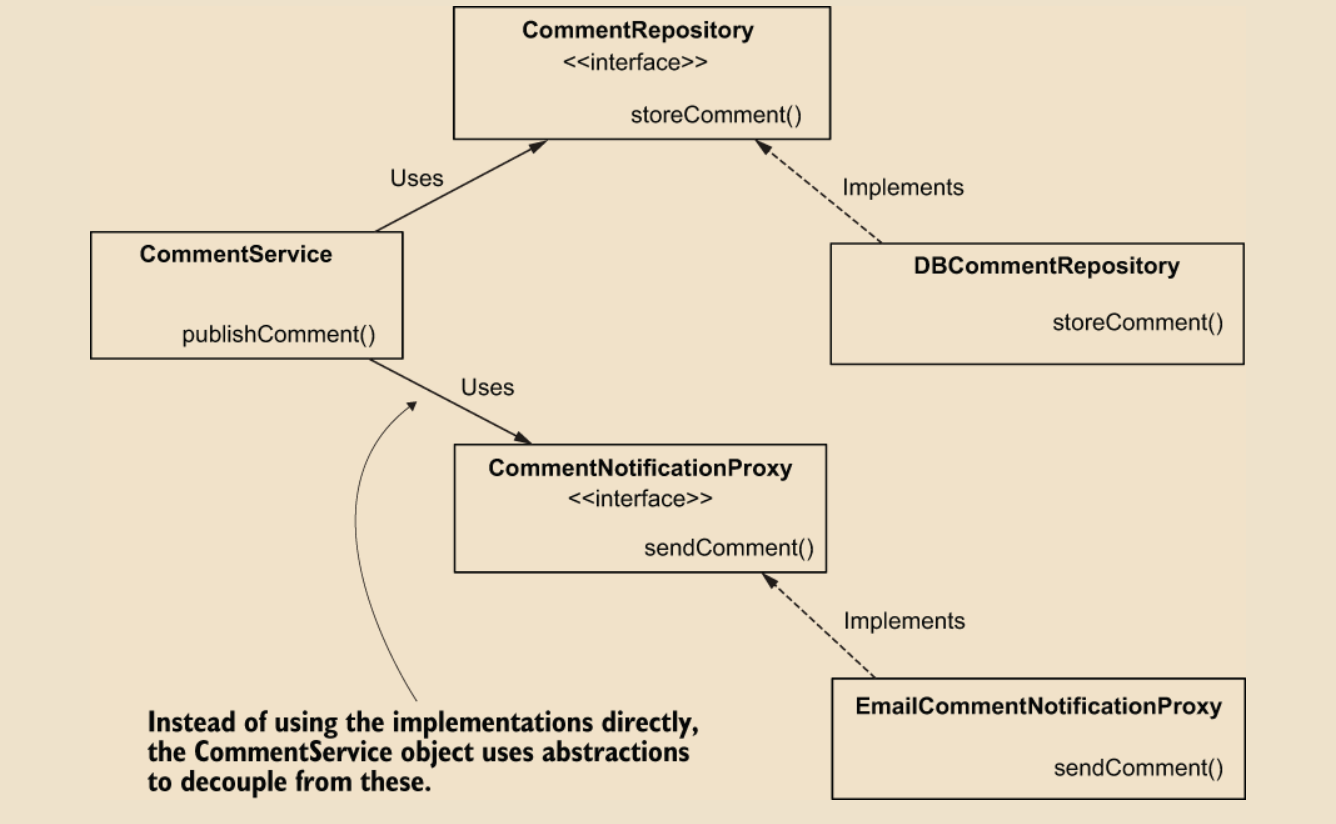 CommentRepository
<<interface>>
storeComment()
Uses
Implements
CommentService
publishComment()
DBCommentRepository
storeComment()
Uses
CommentNotificationProxy
<<interface>>
sendComment()
Implements
EmailCommentNotificationProxy
sendComment()
Instead of using the implementations directly,
the CommentService object uses abstractions
to decouple from these.